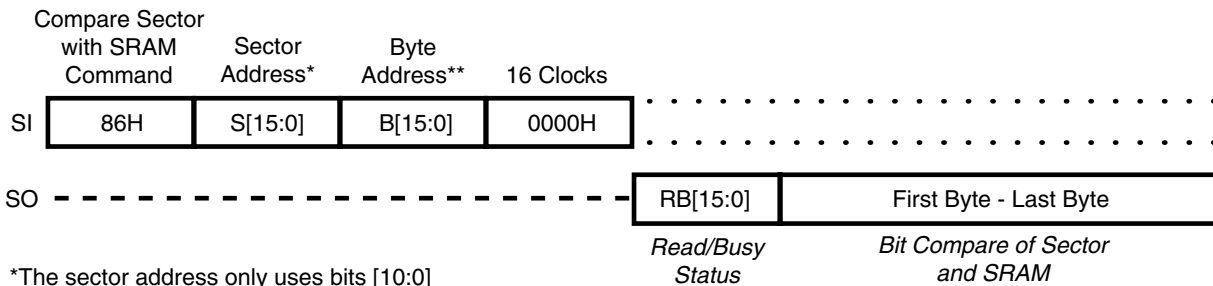 Compare Sector
with SRAM
Command
Sector
Address*
Byte
Address**
16 Clocks
SI
86H
S[15:0]
B[15:0]
0000H
SO
RB[15:0]
First Byte - Last Byte
Read/Busy
Status
Bit Compare of Sector
and SRAM
*The sector address only uses bits [10:0]